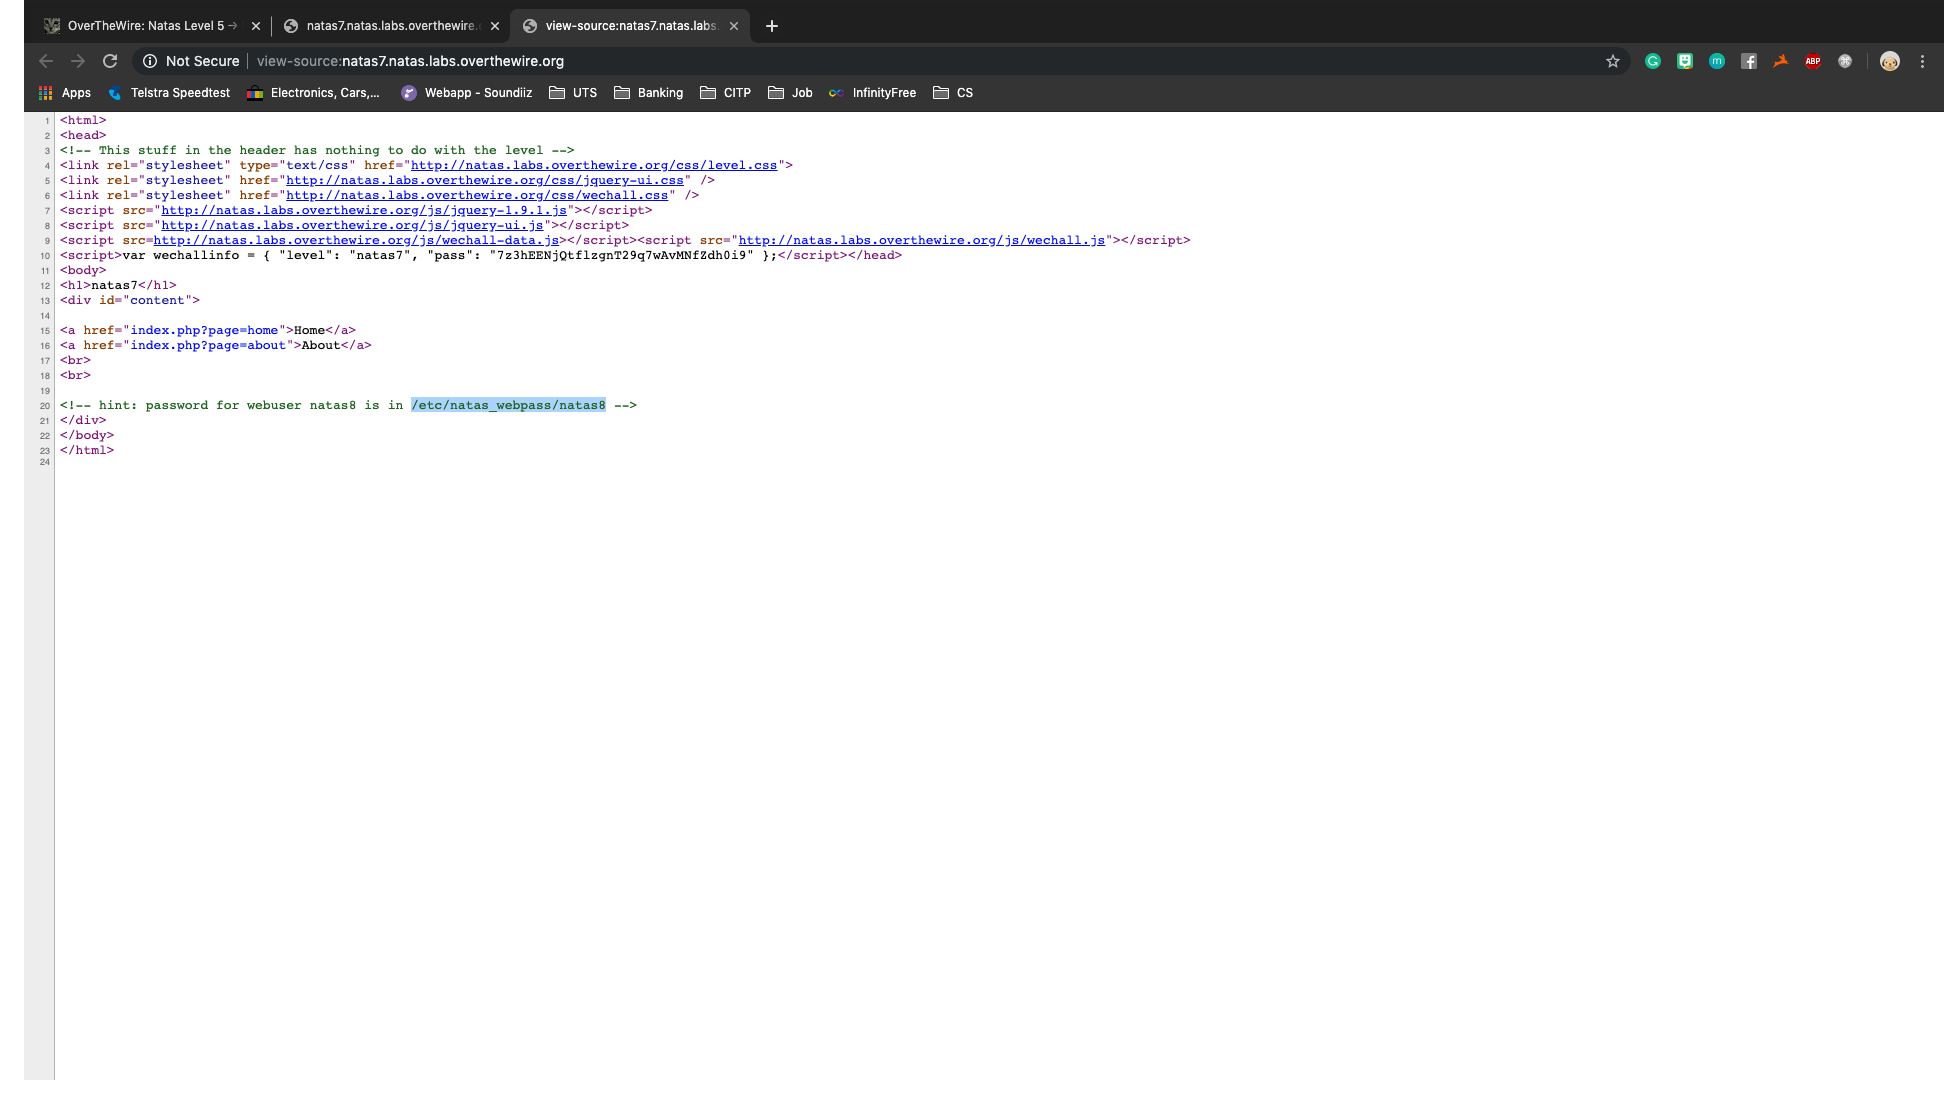 OverTheWire: Natas Level 5 →
natas7.natas.labs.overthewire.
view-source:natas7.natas.labs.
Not Secure
view-source:natas7.natas.labs.overthewire.org
ABP
Apps
Telstra Speedtest
Electronics, Cars,...
Webapp - Soundiiz
UTS
Banking
CITP
Job
InfinityFree
CS
1 <html>
2 <head>
3 <!-- This stuff in the header has nothing to do with the level -->
4 <link rel="stylesheet" type="text/css" href="http://natas.labs.overthewire.org/css/level.css">
5 <link rel="stylesheet" href="http://natas.labs.overthewire.org/css/jquery-ui.css" />
6 <link rel="stylesheet" href="http://natas.labs.overthewire.org/css/wechall.css" />
7 <script src="http://natas.labs.overthewire.org/js/jquery-1.9.1.js"></script>
8 <script src="http://natas.labs.overthewire.org/js/jquery-ui.js"></script>
9 <script src=http://natas.labs.overthewire.org/js/wechall-data.js></script><script src="http://natas.labs.overthewire.org/js/wechall.js"></script>
10 <script>var wechallinfo = { "level": "natas7", "pass": "7z3hEENjQtflzgnT29q7wAvMNfZdh0i9" };</script></head>
11 <body>
12 <h1>natas7</h1>
13 <div id="content">
14
15 <a href="index.php?page=home">Home</a>
16 <a href="index.php?page=about">About</a>
17 <br>
18 <br>
19
20 <!-- hint: password for webuser natas8 is in /etc/natas_webpass/natas8 -->
21 </div>
22 </body>
23 </html>
24